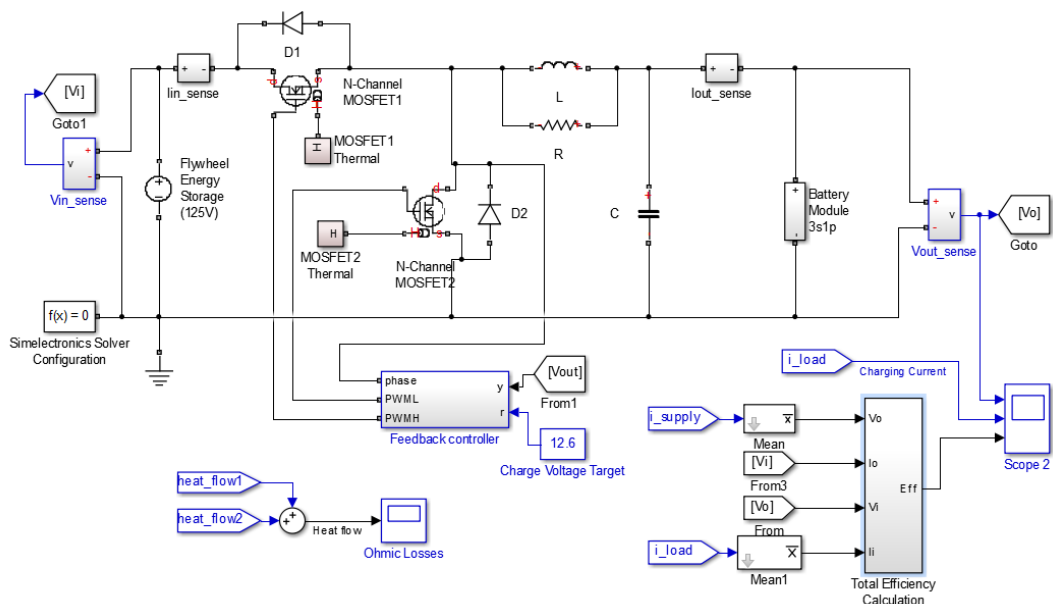 D1
Iin_sense
N-Channel
MOSFET1
L
Iout_sense
[Vi]
Goto1
MOSFET1
Thermal
R
v
+
-
Vin_sense
Flywheel
Energy
Storage
(125V)
D2
C
Battery
Module
3s1p
+
-
v
Vout_sense
[Vo]
Goto
H
MOSFET2
Thermal
N-Channel
MOSFET2
f(x) = 0
Simelectronics Solver
Configuration
phase
PWML
PWMH
y
r
Feedback controller
[Vout]
From1
12.6
Charge Voltage Target
i_load
Charging Current
i_supply
Mean
[Vi]
From3
[Vo]
From
i_load
Mean1
Vo
Io
Vi
Ii
Eff
Total Efficiency
Calculation
Scope 2
heat_flow1
heat_flow2
Heat flow
Ohmic Losses